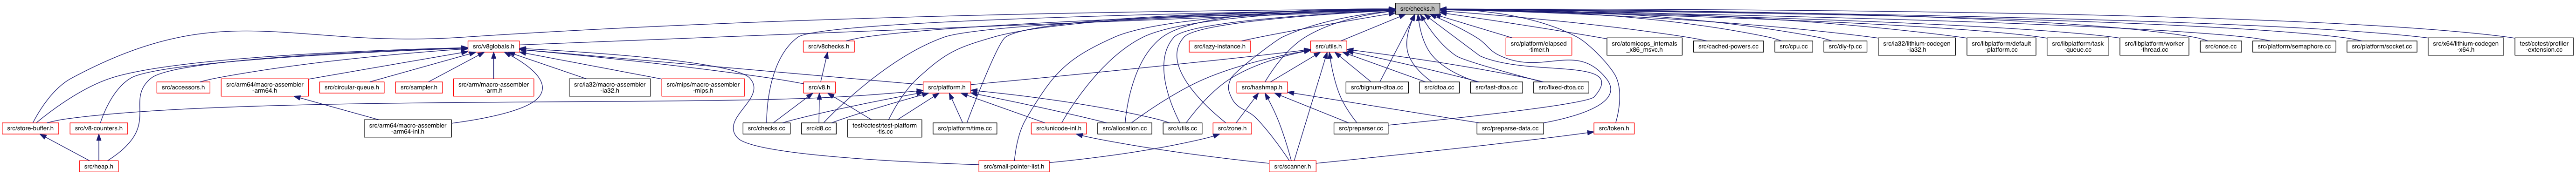 src/checks.h
src/v8globals.h
src/v8checks.h
src/lazy-instance.h
src/utils.h
src/platform/elapsed
-timer.h
src/atomicops_internals
_x86_msvc.h
src/cached-powers.cc
src/cpu.cc
src/diy-fp.cc
src/ia32/lithium-codegen
-ia32.h
src/libplatform/default
-platform.cc
src/libplatform/task
-queue.cc
src/libplatform/worker
-thread.cc
src/once.cc
src/platform/semaphore.cc
src/platform/socket.cc
src/x64/lithium-codegen
-x64.h
test/cctest/profiler
-extension.cc
src/accessors.h
src/arm64/macro-assembler
-arm64.h
src/circular-queue.h
src/sampler.h
src/arm/macro-assembler
-arm.h
src/ia32/macro-assembler
-ia32.h
src/mips/macro-assembler
-mips.h
src/v8.h
src/platform.h
src/hashmap.h
src/bignum-dtoa.cc
src/dtoa.cc
src/fast-dtoa.cc
src/fixed-dtoa.cc
src/store-buffer.h
src/v8-counters.h
src/arm64/macro-assembler
-arm64-inl.h
src/checks.cc
src/d8.cc
test/cctest/test-platform
-tls.cc
src/platform/time.cc
src/unicode-inl.h
src/allocation.cc
src/utils.cc
src/zone.h
src/preparser.cc
src/preparse-data.cc
src/token.h
src/heap.h
src/small-pointer-list.h
src/scanner.h